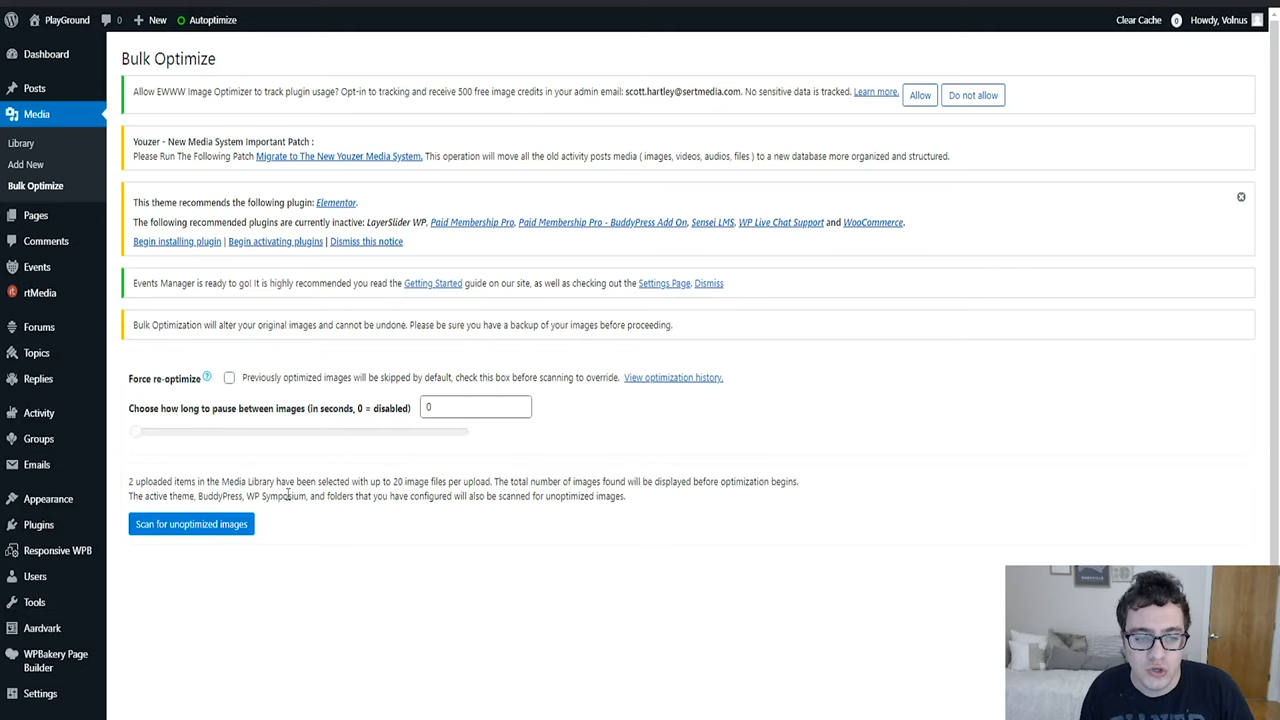 PlayGround 0 New Autoptimize Clear Cache 0 Howdy, Volnus
Dashboard
Posts
Media
Library
Add New
Bulk Optimize
Pages
Comments
Events
rtMedia
Forums
Topics
Replies
Activity
Groups
Emails
Appearance
Plugins
Responsive WPB
Users
Tools
Aardvark
WPBakery Page
Builder
Settings
Bulk Optimize
Allow EWWW Image Optimizer to track plugin usage? Opt-in to tracking and receive 500 free image credits in your admin email: scott.hartley@sertmedia.com. No sensitive data is tracked. Learn more. Allow Do not allow
Youzer - New Media System Important Patch :
Please Run The Following Patch Migrate to The New Youzer Media System. This operation will move all the old activity posts media ( images, videos, audios, files ) to a new database more organized and structured.
This theme recommends the following plugin: Elementor.
The following recommended plugins are currently inactive: LayerSlider WP, Paid Membership Pro, Paid Membership Pro - BuddyPress Add On, Sensei LMS, WP Live Chat Support and WooCommerce.
Begin installing plugin | Begin activating plugins | Dismiss this notice
Events Manager is ready to go! It is highly recommended you read the Getting Started guide on our site, as well as checking out the Settings Page. Dismiss
Bulk Optimization will alter your original images and cannot be undone. Please be sure you have a backup of your images before proceeding.
Force re-optimize ? Previously optimized images will be skipped by default, check this box before scanning to override. View optimization history.
Choose how long to pause between images (in seconds, 0 = disabled) 0
2 uploaded items in the Media Library have been selected with up to 20 image files per upload. The total number of images found will be displayed before optimization begins.
The active theme, BuddyPress, WP Symposium, and folders that you have configured will also be scanned for unoptimized images.
Scan for unoptimized images